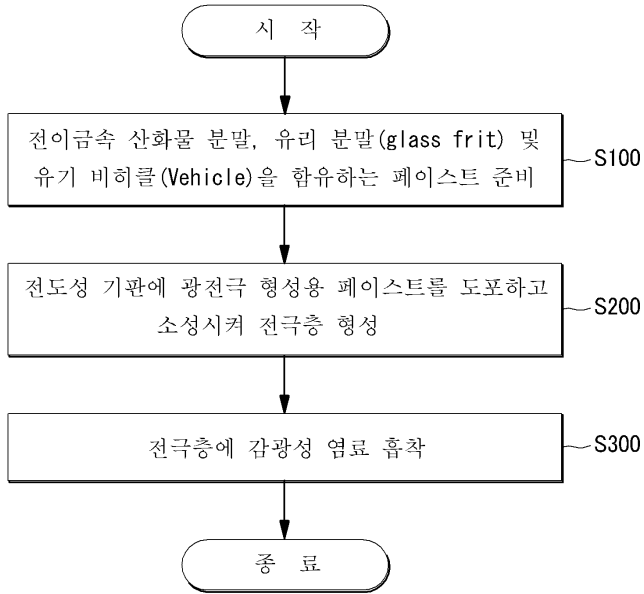 시 작
전이금속 산화물 분말, 유리 분말(glass frit) 및
유기 비히클(Vehicle)을 함유하는 페이스트 준비
S100
전도성 기판에 광전극 형성용 페이스트를 도포하고
소성시켜 전극층 형성
S200
전극층에 감광성 염료 흡착
S300
종 료